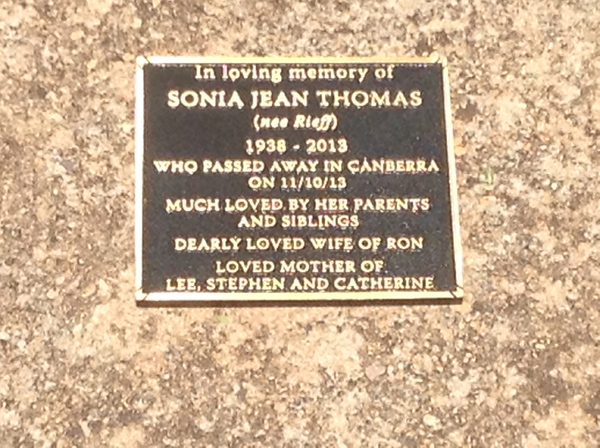 In loving memory of
SONIA JEAN THOMAS
(nee Rieff)
1938 - 2013
WHO PASSED AWAY IN CANBERRA
ON 11/10/13
MUCH LOVED BY HER PARENTS
AND SIBLINGS
DEARLY LOVED WIFE OF RON
LOVED MOTHER OF
LEE, STEPHEN AND CATHERINE